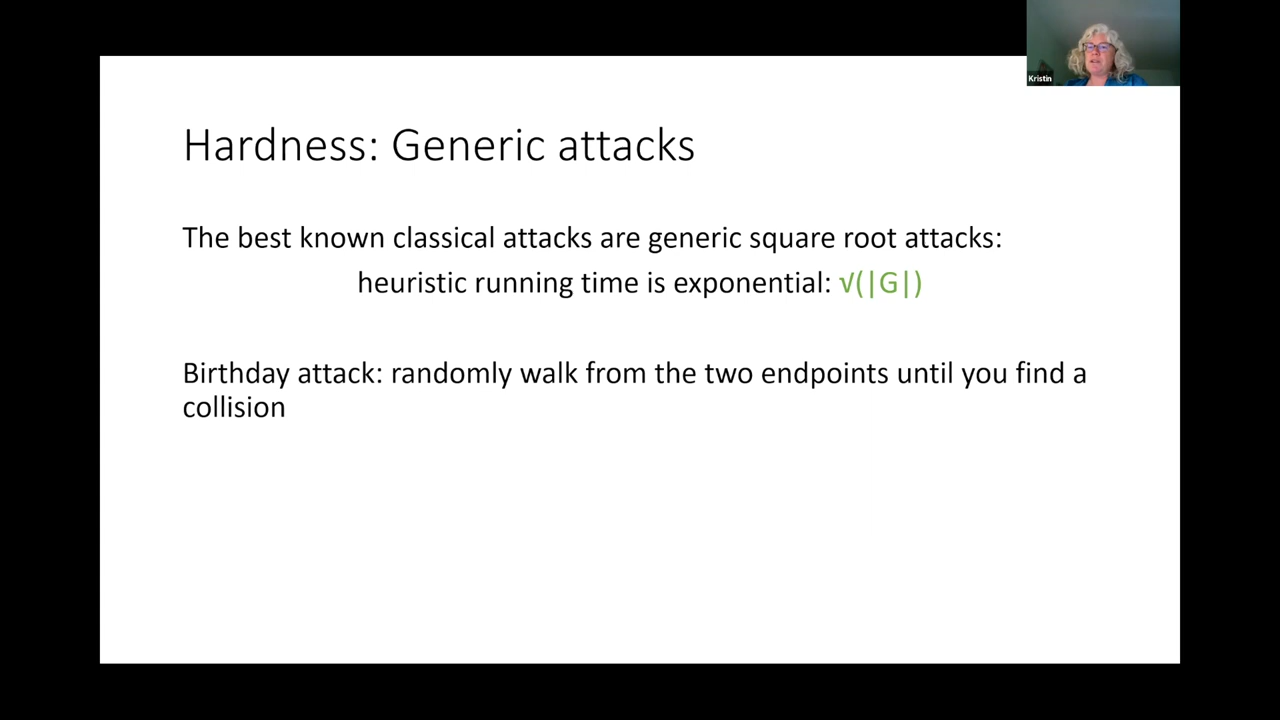 Kristin
Hardness: Generic attacks
The best known classical attacks are generic square root attacks:
heuristic running time is exponential: √(|G|)
Birthday attack: randomly walk from the two endpoints until you find a
collision